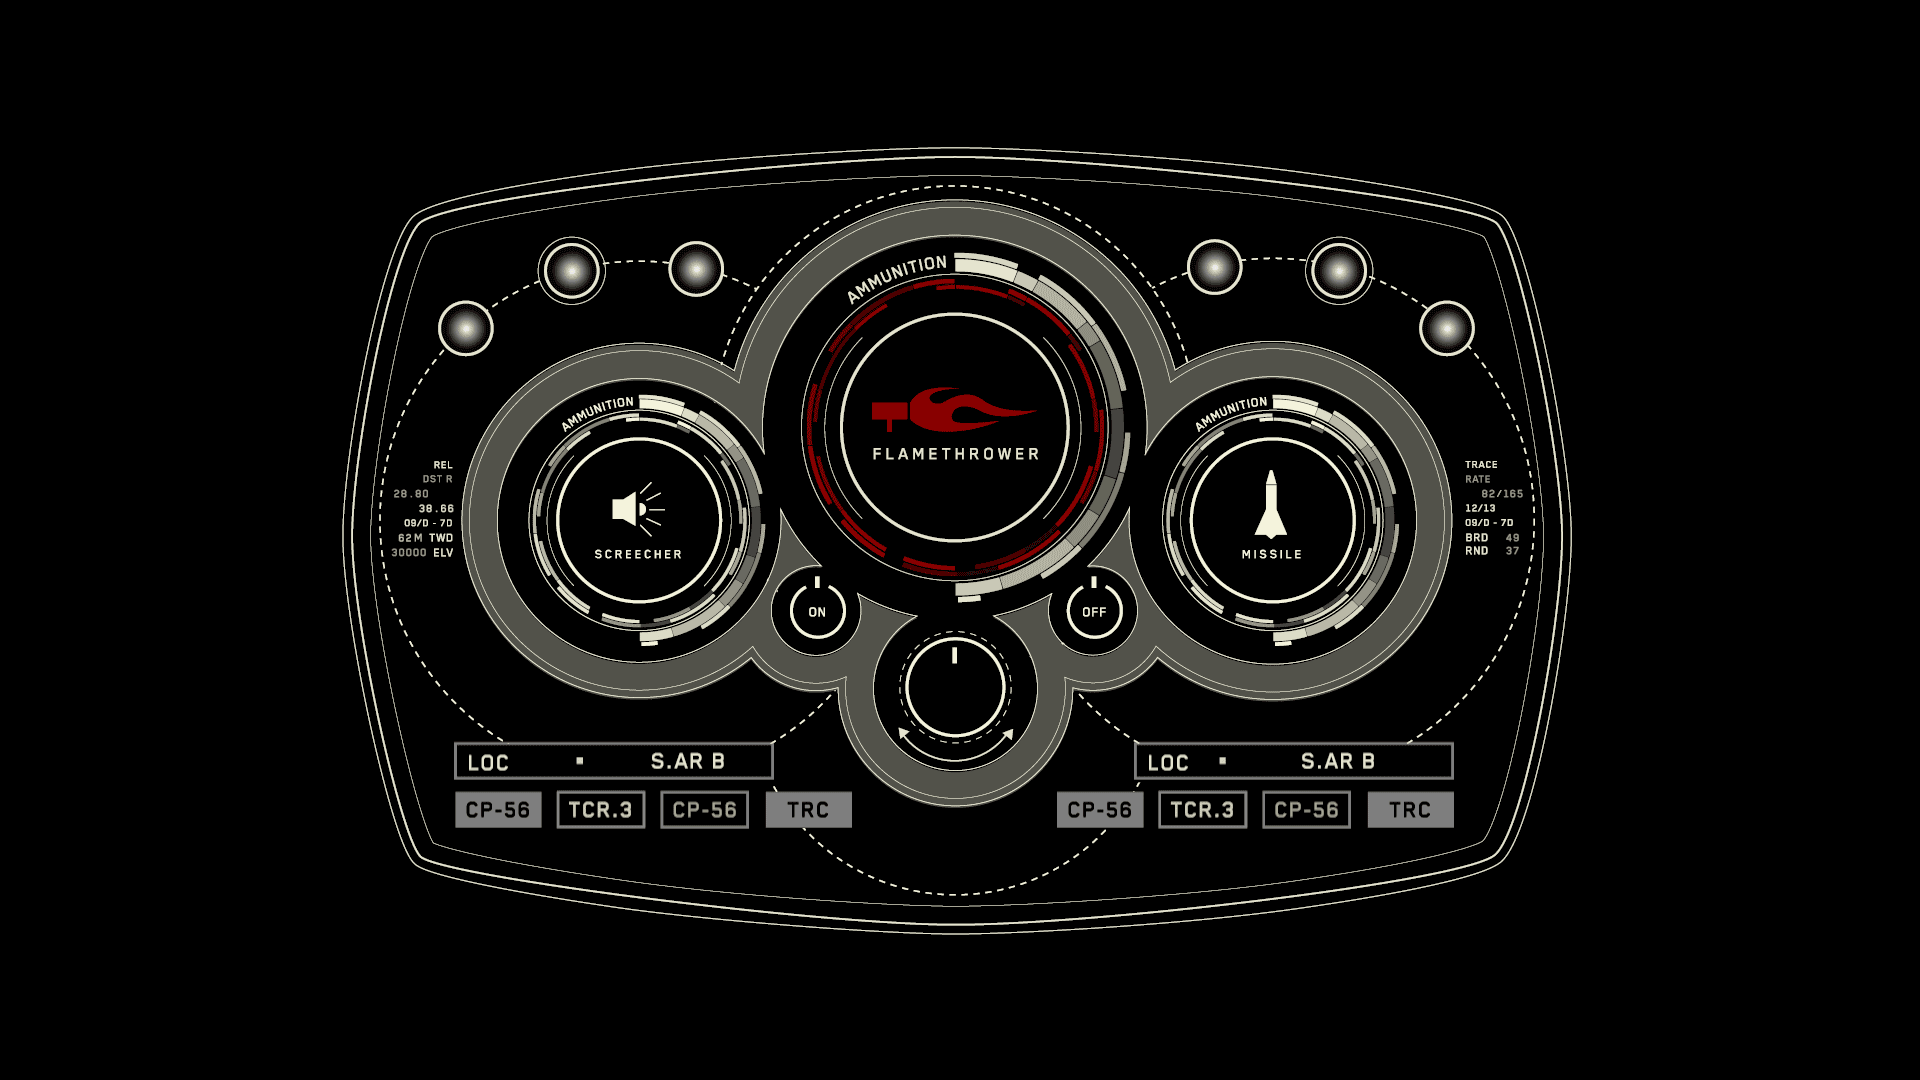 AMMUNITION
FLAMETHROWER
AMMUNITION
SCREECHER
AMMUNITION
MISSILE
REL
DST R
28.80
38.66
09/D - 7D
62M TWD
30000 ELV
TRACE
RATE
82/165
12/13
09/D - 7D
BRD 49
RND 37
ON
OFF
LOC ▪ S.AR B
LOC ▪ S.AR B
CP-56 TCR.3 CP-56 TRC
CP-56 TCR.3 CP-56 TRC